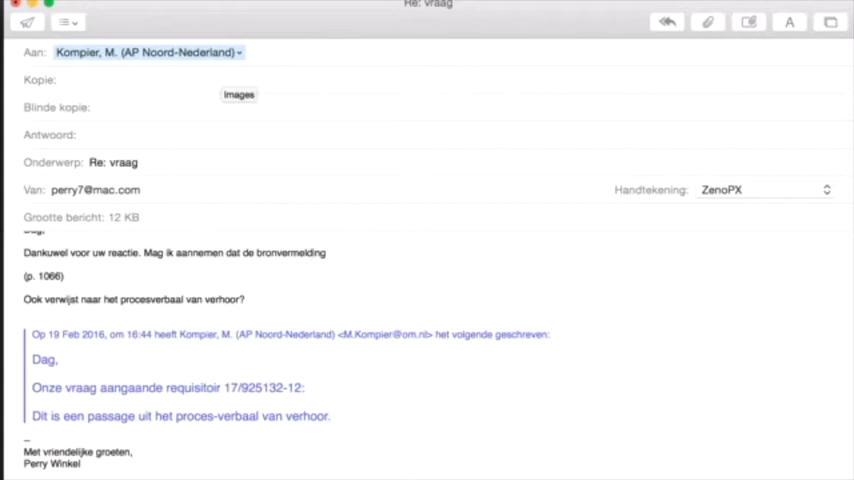 Re: vraag
Aan: Kompier, M. (AP Noord-Nederland)
Kopie:
Images
Blinde kopie:
Antwoord:
Onderwerp: Re: vraag
Van: perry7@mac.com
Handtekening: ZenoPX
Grootte bericht: 12 KB
Dag,
Dankuwel voor uw reactie. Mag ik aannemen dat de bronvermelding
(p. 1066)
Ook verwijst naar het procesverbaal van verhoor?
Op 19 Feb 2016, om 16:44 heeft Kompier, M. (AP Noord-Nederland) <M.Kompier@om.nl> het volgende geschreven:
Dag,
Onze vraag aangaande requisitoir 17/925132-12:
Dit is een passage uit het proces-verbaal van verhoor.
--
Met vriendelijke groeten,
Perry Winkel